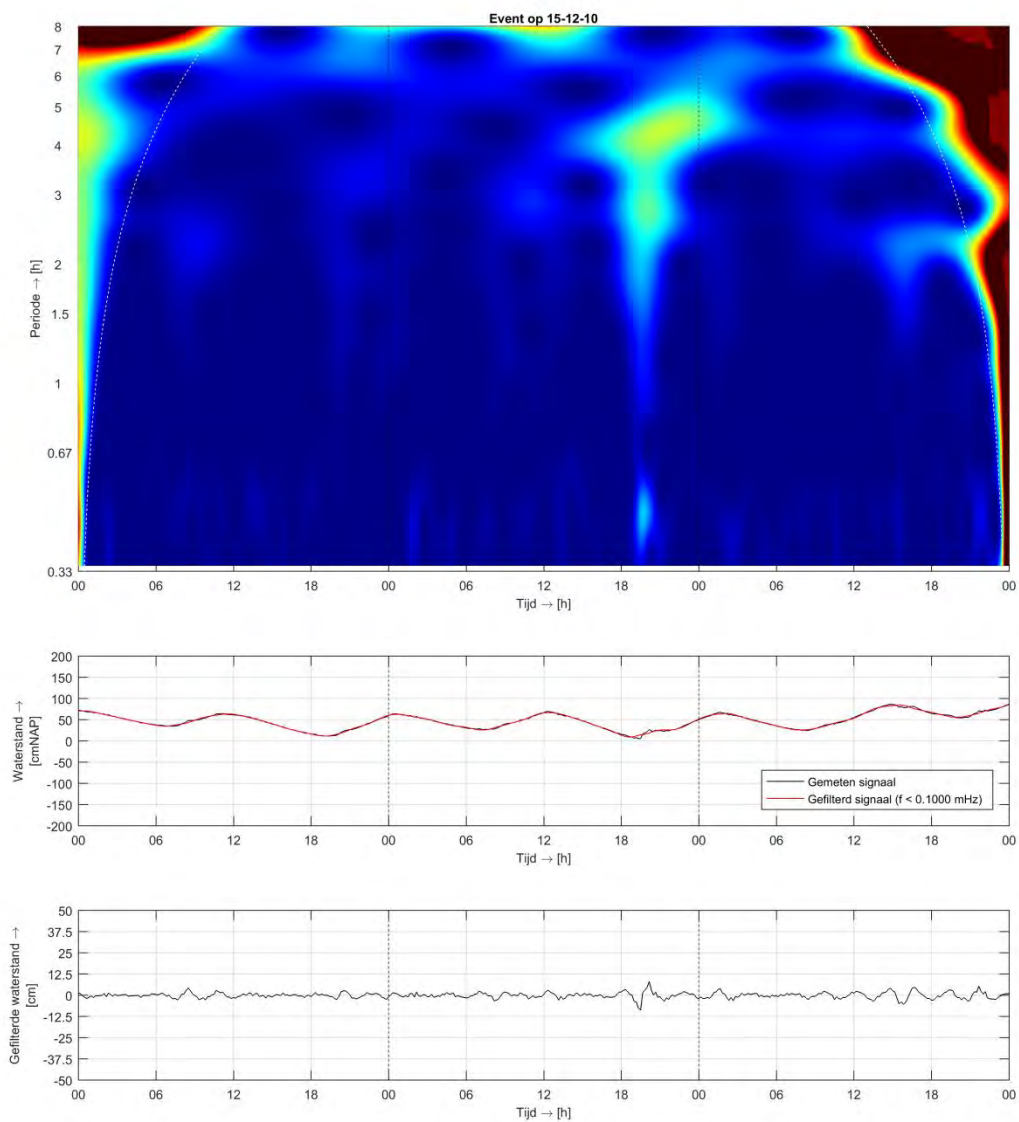 Event op 15-12-10
Periode → [h]
8
7
6
5
4
3
2
1.5
1
0.67
0.33
00 06 12 18 00 06 12 18 00 06 12 18 00
Tijd → [h]
Waterstand →
[cmNAP]
200
150
100
50
0
-50
-100
-150
-200
Gemeten signaal
Gefilterd signaal (f < 0.1000 mHz)
00 06 12 18 00 06 12 18 00 06 12 18 00
Tijd → [h]
Gefilterde waterstand →
[cm]
50
37.5
25
12.5
0
-12.5
-25
-37.5
-50
00 06 12 18 00 06 12 18 00 06 12 18 00
Tijd → [h]